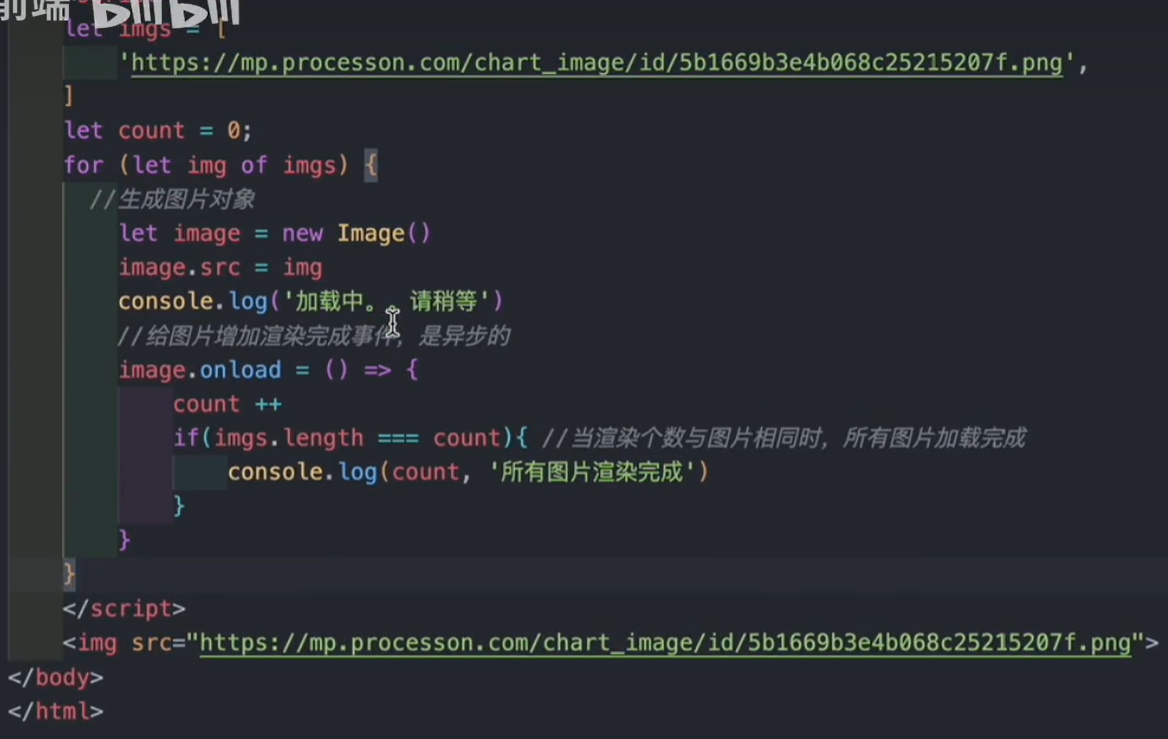 前端 bilibili
let imgs = [
'https://mp.processon.com/chart_image/id/5b1669b3e4b068c25215207f.png',
]
let count = 0;
for (let img of imgs) {
//生成图片对象
let image = new Image()
image.src = img
console.log('加载中。。请稍等')
//给图片增加渲染完成事件，是异步的
image.onload = () => {
count ++
if(imgs.length === count){ //当渲染个数与图片相同时，所有图片加载完成
console.log(count, '所有图片渲染完成')
}
}
}
</script>
<img src="https://mp.processon.com/chart_image/id/5b1669b3e4b068c25215207f.png">
</body>
</html>